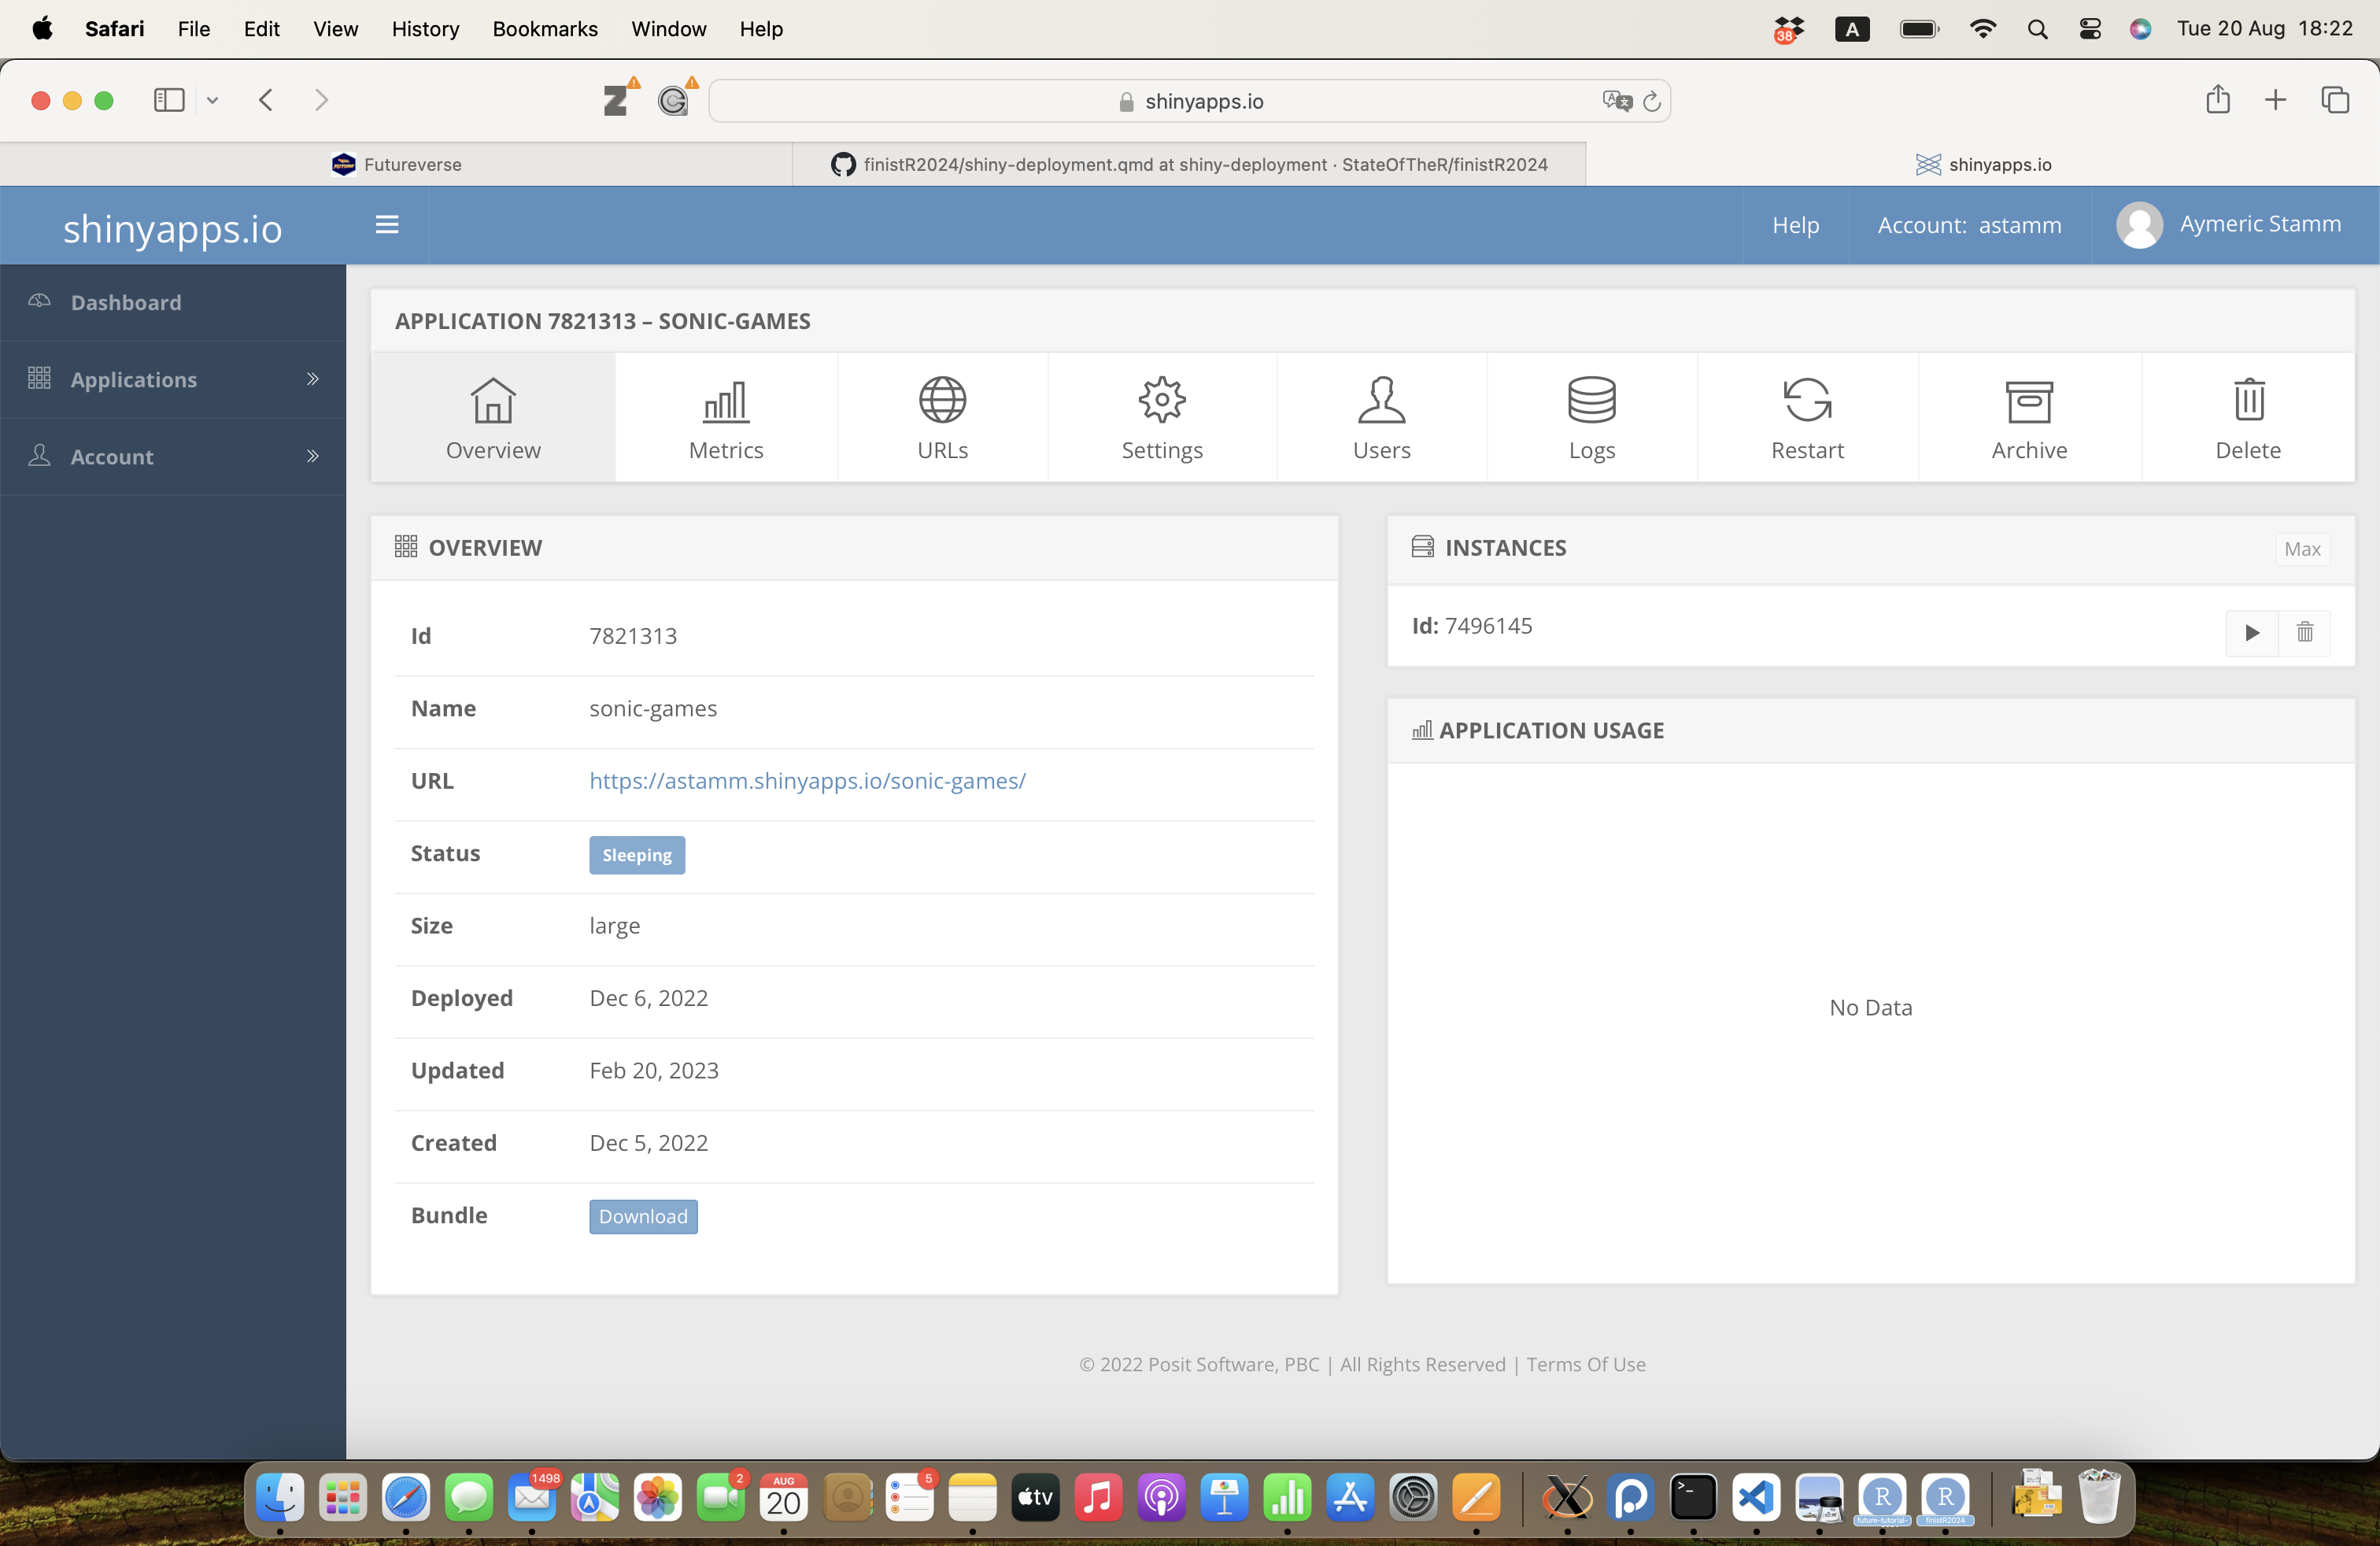 Safari File Edit View History Bookmarks Window Help 38 A Tue 20 Aug 18:22
shinyapps.io
Futureverse finistR2024/shiny-deployment.qmd at shiny-deployment · StateOfTheR/finistR2024 shinyapps.io
shinyapps.io Help Account: astamm Aymeric Stamm
Dashboard
Applications
Account
APPLICATION 7821313 – SONIC-GAMES
Overview Metrics URLs Settings Users Logs Restart Archive Delete
OVERVIEW
Id 7821313
Name sonic-games
URL https://astamm.shinyapps.io/sonic-games/
Status Sleeping
Size large
Deployed Dec 6, 2022
Updated Feb 20, 2023
Created Dec 5, 2022
Bundle Download
INSTANCES Max
Id: 7496145
APPLICATION USAGE
No Data
© 2022 Posit Software, PBC | All Rights Reserved | Terms Of Use
1498 2 AUG 5
20 tv R R
future-tutorial- finistR2024